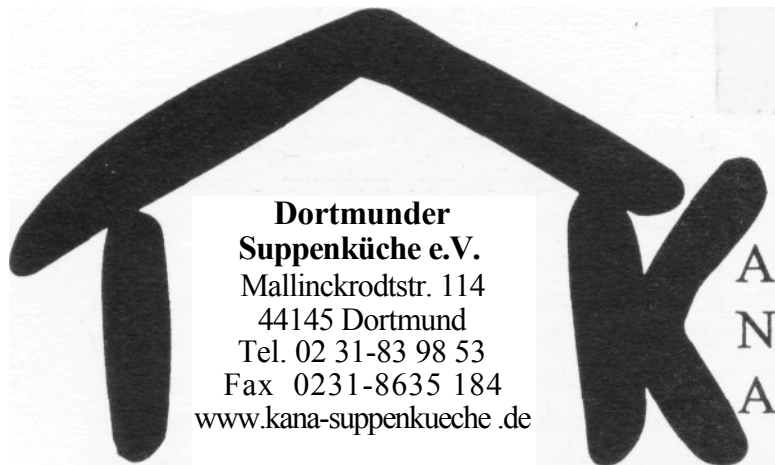 Dortmunder
Suppenküche e.V.
Mallinckrodtstr. 114
44145 Dortmund
Tel. 02 31-83 98 53
Fax 0231-8635 184
www.kana-suppenkueche .de
K
A
N
A